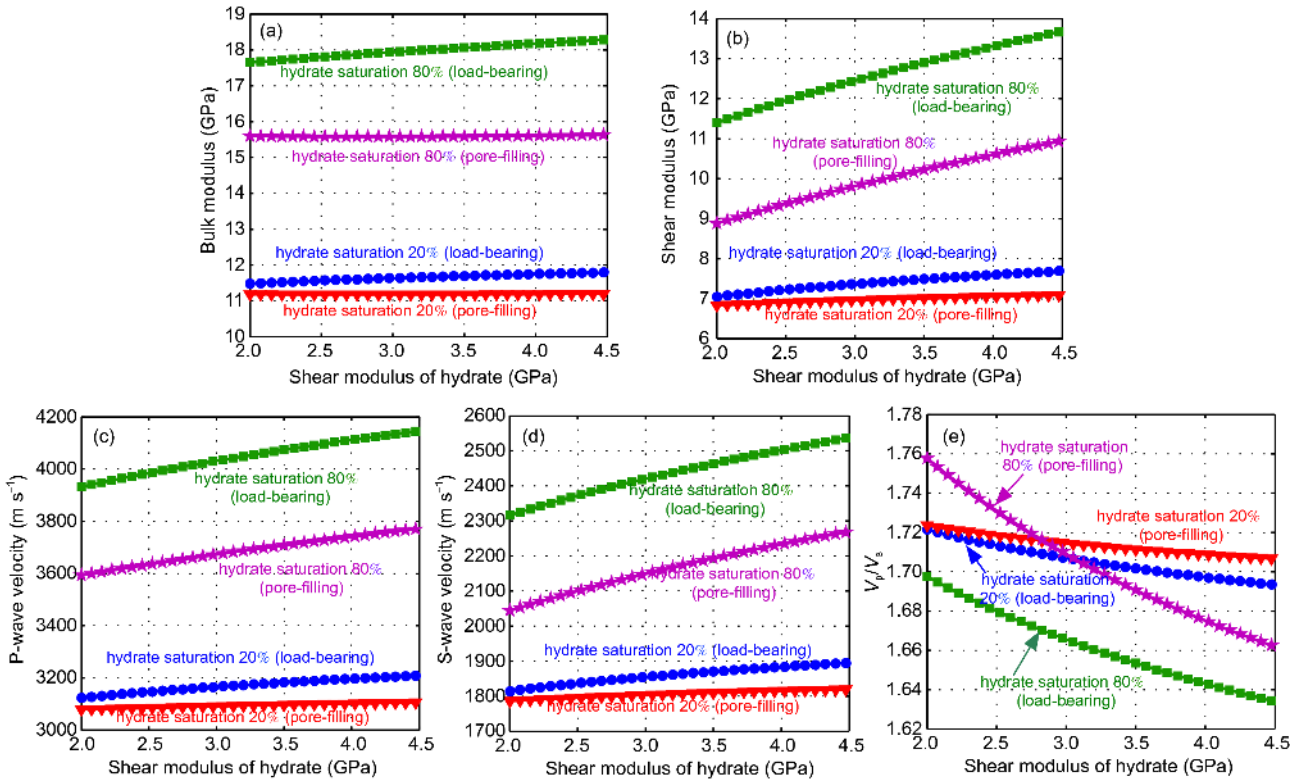 (a)
Bulk modulus (GPa)
19
18
17
16
15
14
13
12
11
10
hydrate saturation 80% (load-bearing)
hydrate saturation 80% (pore-filling)
hydrate saturation 20% (load-bearing)
hydrate saturation 20% (pore-filling)
2.0 2.5 3.0 3.5 4.0 4.5
Shear modulus of hydrate (GPa)
(b)
Shear modulus (GPa)
14
13
12
11
10
9
8
7
6
hydrate saturation 80%
(load-bearing)
hydrate saturation 80%
(pore-filling)
hydrate saturation 20% (load-bearing)
hydrate saturation 20% (pore-filling)
2.0 2.5 3.0 3.5 4.0 4.5
Shear modulus of hydrate (GPa)
(c)
P-wave velocity (m s⁻¹)
4200
4000
3800
3600
3400
3200
3000
hydrate saturation 80%
(load-bearing)
hydrate saturation 80%
(pore-filling)
hydrate saturation 20% (load-bearing)
hydrate saturation 20% (pore-filling)
2.0 2.5 3.0 3.5 4.0 4.5
Shear modulus of hydrate (GPa)
(d)
S-wave velocity (m s⁻¹)
2600
2500
2400
2300
2200
2100
2000
1900
1800
1700
hydrate saturation 80%
(load-bearing)
hydrate saturation 80%
(pore-filling)
hydrate saturation 20% (load-bearing)
hydrate saturation 20% (pore-filling)
2.0 2.5 3.0 3.5 4.0 4.5
Shear modulus of hydrate (GPa)
(e)
Vₚ/Vₛ
1.78
1.76
1.74
1.72
1.70
1.68
1.66
1.64
1.62
hydrate saturation
80% (pore-filling)
hydrate saturation 20%
(pore-filling)
hydrate saturation
20% (load-bearing)
hydrate saturation 80%
(load-bearing)
2.0 2.5 3.0 3.5 4.0 4.5
Shear modulus of hydrate (GPa)